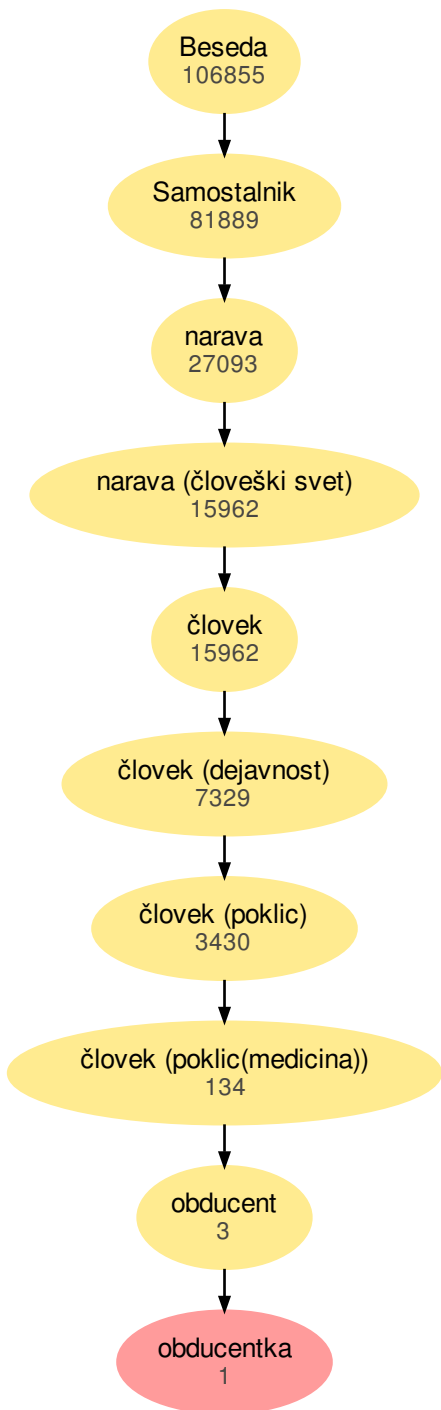 Beseda
106855
Samostalnik
81889
narava
27093
narava (človeški svet)
15962
človek
15962
človek (dejavnost)
7329
človek (poklic)
3430
človek (poklic(medicina))
134
obducent
3
obducentka
1